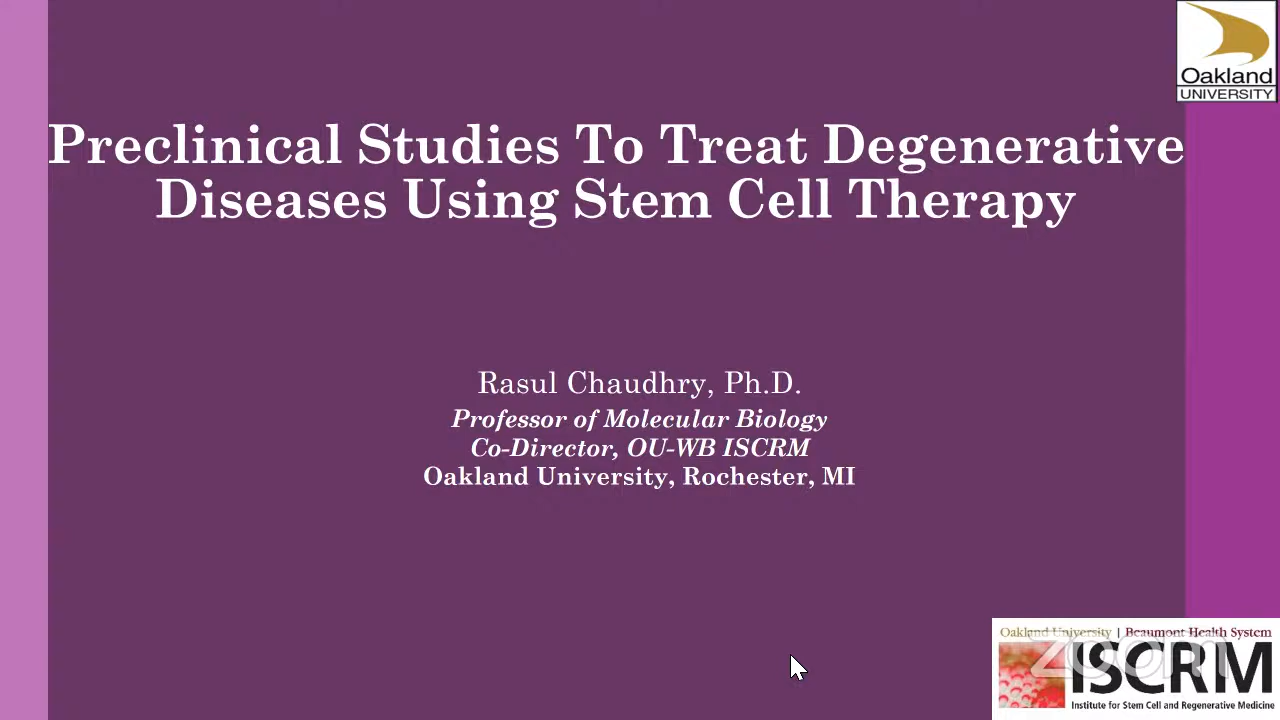 Oakland
UNIVERSITY
Preclinical Studies To Treat Degenerative
Diseases Using Stem Cell Therapy
Rasul Chaudhry, Ph.D.
Professor of Molecular Biology
Co-Director, OU-WB ISCRM
Oakland University, Rochester, MI
Oakland University | Beaumont Health System
zoom
ISCRM
Institute for Stem Cell and Regenerative Medicine